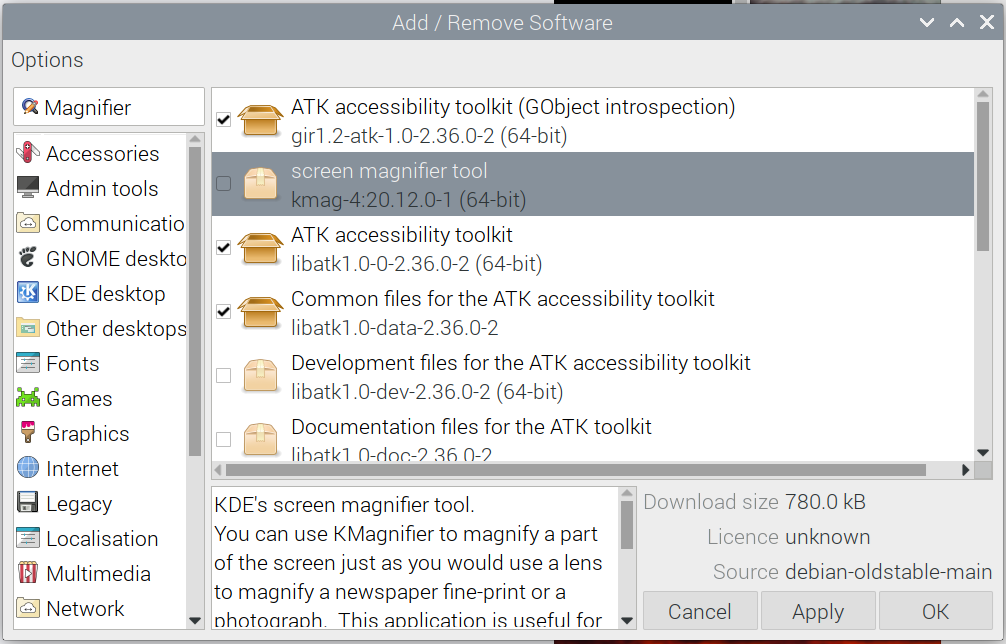 Add / Remove Software
Options
Magnifier
Accessories
Admin tools
Communicatio
GNOME deskto
KDE desktop
Other desktops
Fonts
Games
Graphics
Internet
Legacy
Localisation
Multimedia
Network
ATK accessibility toolkit (GObject introspection)
gir1.2-atk-1.0-2.36.0-2 (64-bit)
screen magnifier tool
kmag-4:20.12.0-1 (64-bit)
ATK accessibility toolkit
libatk1.0-0-2.36.0-2 (64-bit)
Common files for the ATK accessibility toolkit
libatk1.0-data-2.36.0-2
Development files for the ATK accessibility toolkit
libatk1.0-dev-2.36.0-2 (64-bit)
Documentation files for the ATK toolkit
libatk1.0-doc-2.36.0-2
KDE's screen magnifier tool.
You can use KMagnifier to magnify a part
of the screen just as you would use a lens
to magnify a newspaper fine-print or a
photograph. This application is useful for
Download size 780.0 kB
Licence unknown
Source debian-oldstable-main
Cancel
Apply
OK